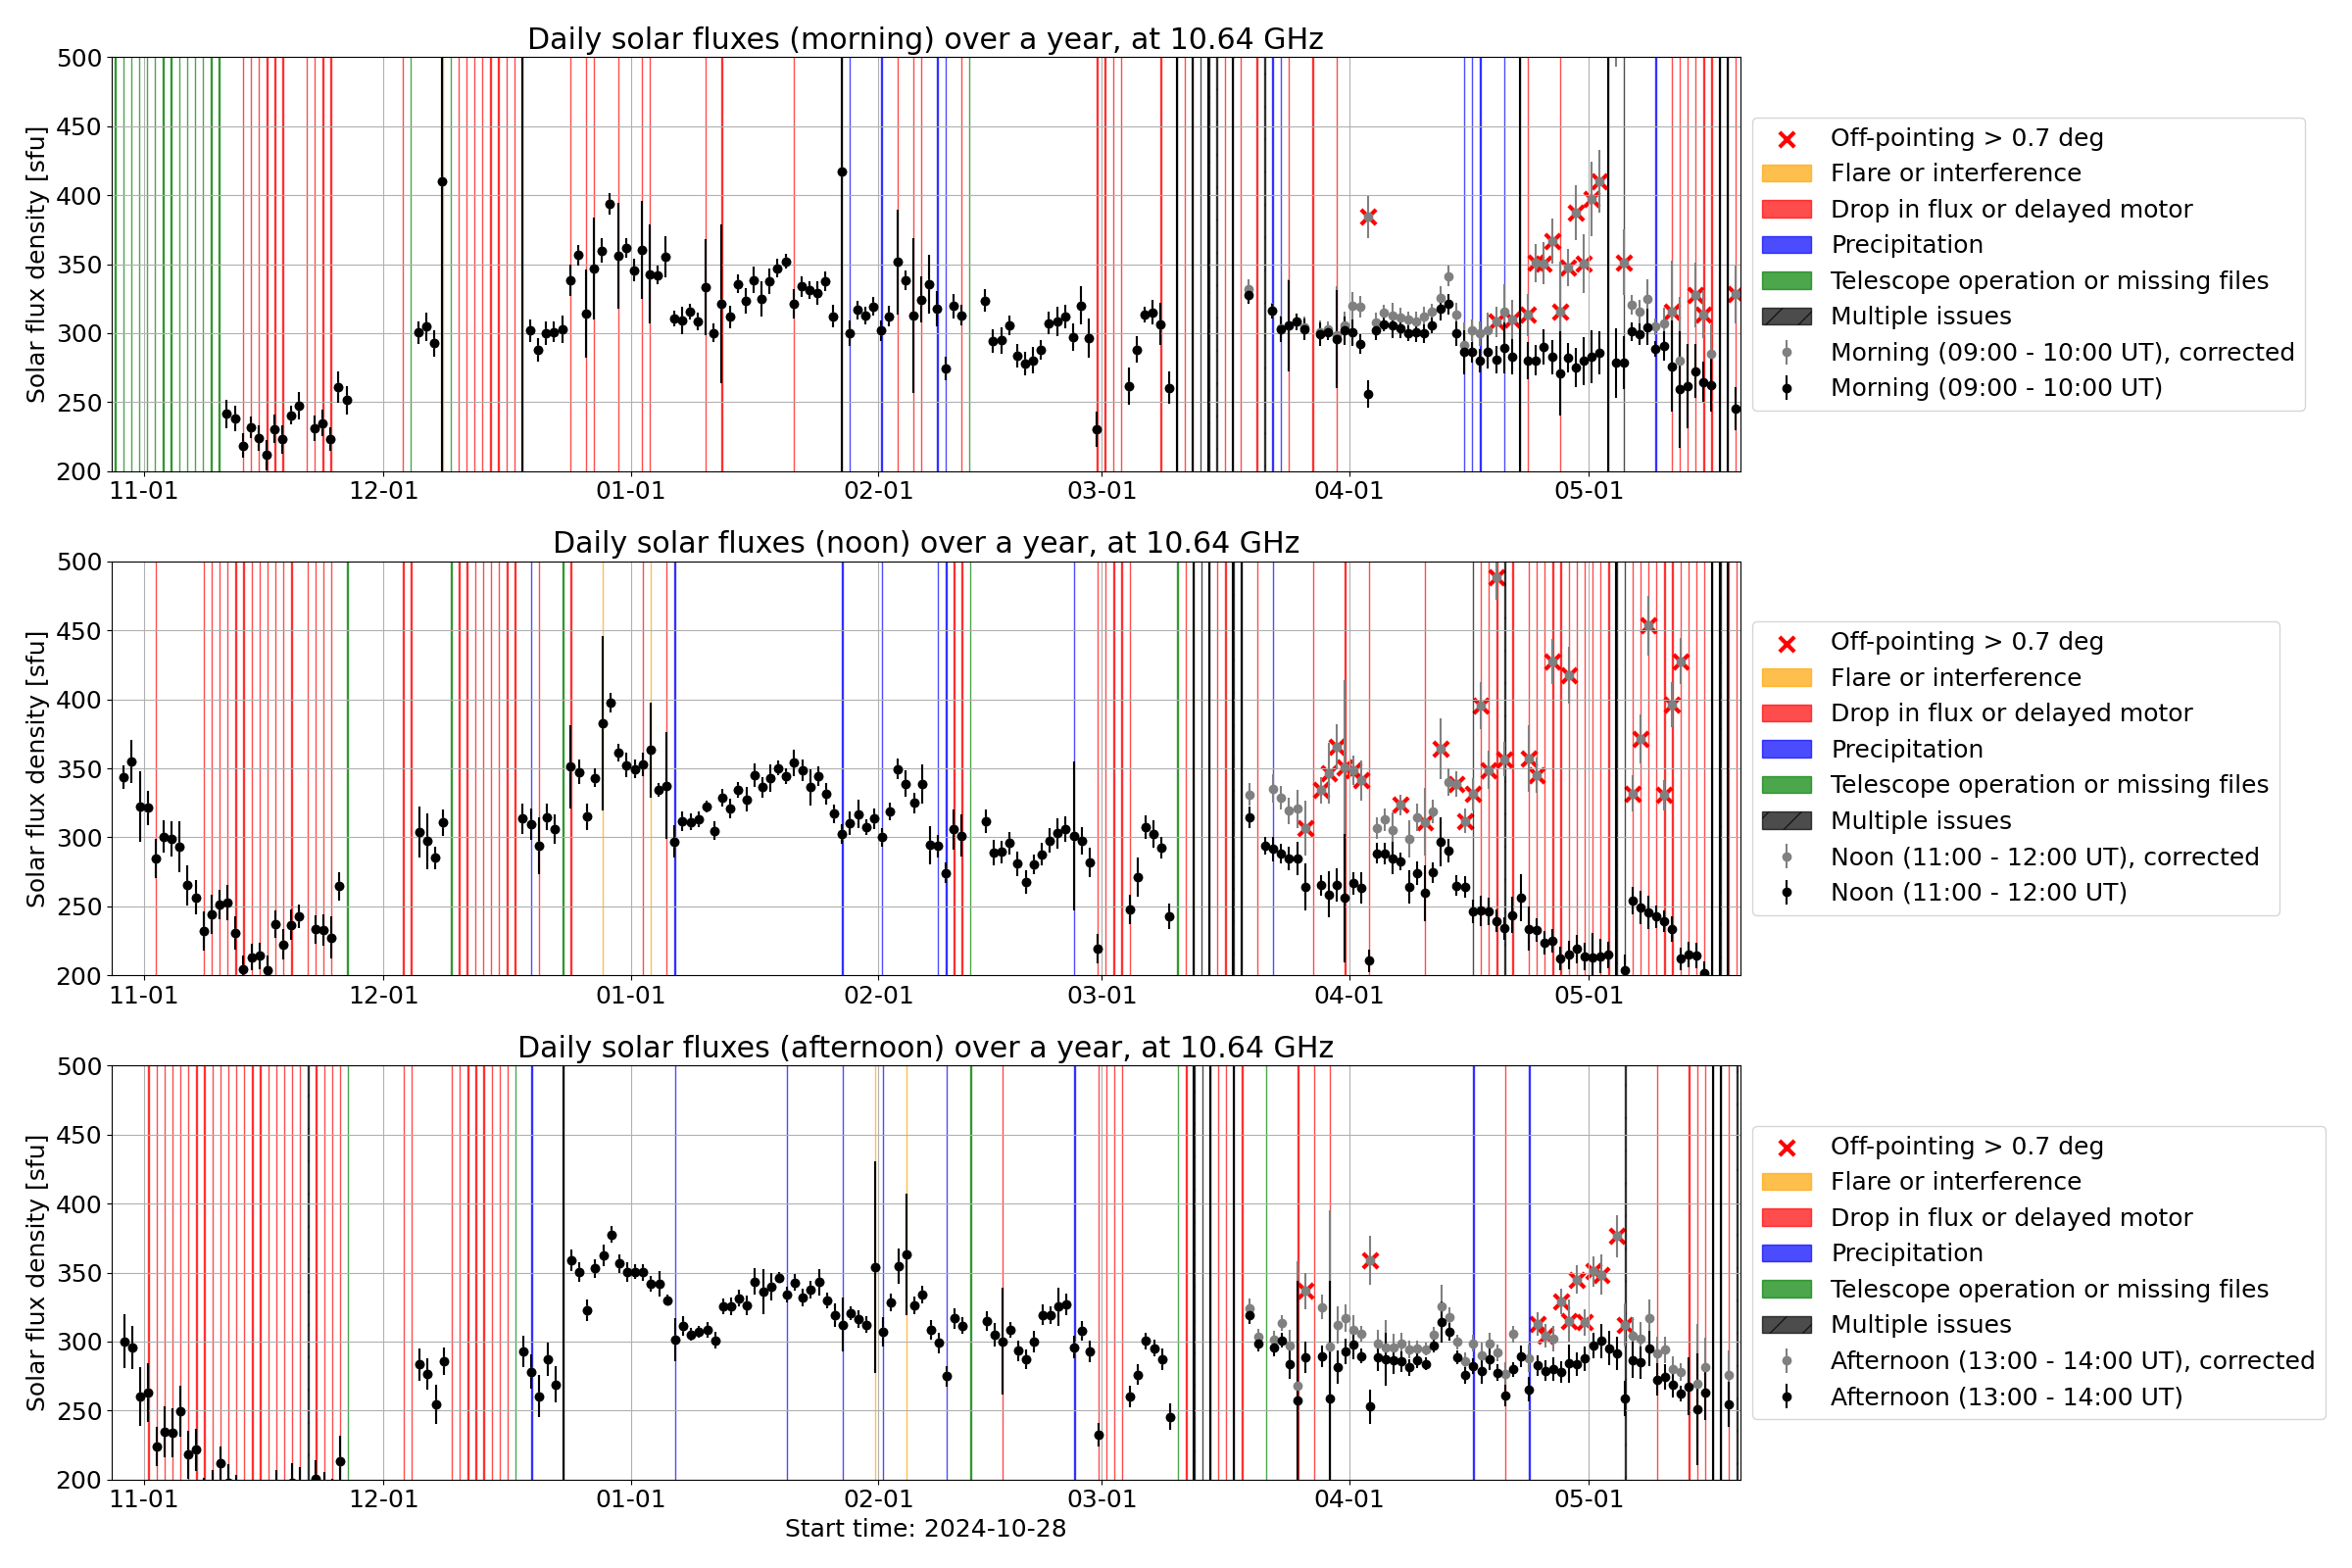 Daily solar fluxes (morning) over a year, at 10.64 GHz
Solar flux density [sfu]
500
450
400
350
300
250
200
11-01 12-01 01-01 02-01 03-01 04-01 05-01
Off-pointing > 0.7 deg
Flare or interference
Drop in flux or delayed motor
Precipitation
Telescope operation or missing files
Multiple issues
Morning (09:00 - 10:00 UT), corrected
Morning (09:00 - 10:00 UT)
Daily solar fluxes (noon) over a year, at 10.64 GHz
Solar flux density [sfu]
500
450
400
350
300
250
200
11-01 12-01 01-01 02-01 03-01 04-01 05-01
Off-pointing > 0.7 deg
Flare or interference
Drop in flux or delayed motor
Precipitation
Telescope operation or missing files
Multiple issues
Noon (11:00 - 12:00 UT), corrected
Noon (11:00 - 12:00 UT)
Daily solar fluxes (afternoon) over a year, at 10.64 GHz
Solar flux density [sfu]
500
450
400
350
300
250
200
11-01 12-01 01-01 02-01 03-01 04-01 05-01
Start time: 2024-10-28
Off-pointing > 0.7 deg
Flare or interference
Drop in flux or delayed motor
Precipitation
Telescope operation or missing files
Multiple issues
Afternoon (13:00 - 14:00 UT), corrected
Afternoon (13:00 - 14:00 UT)